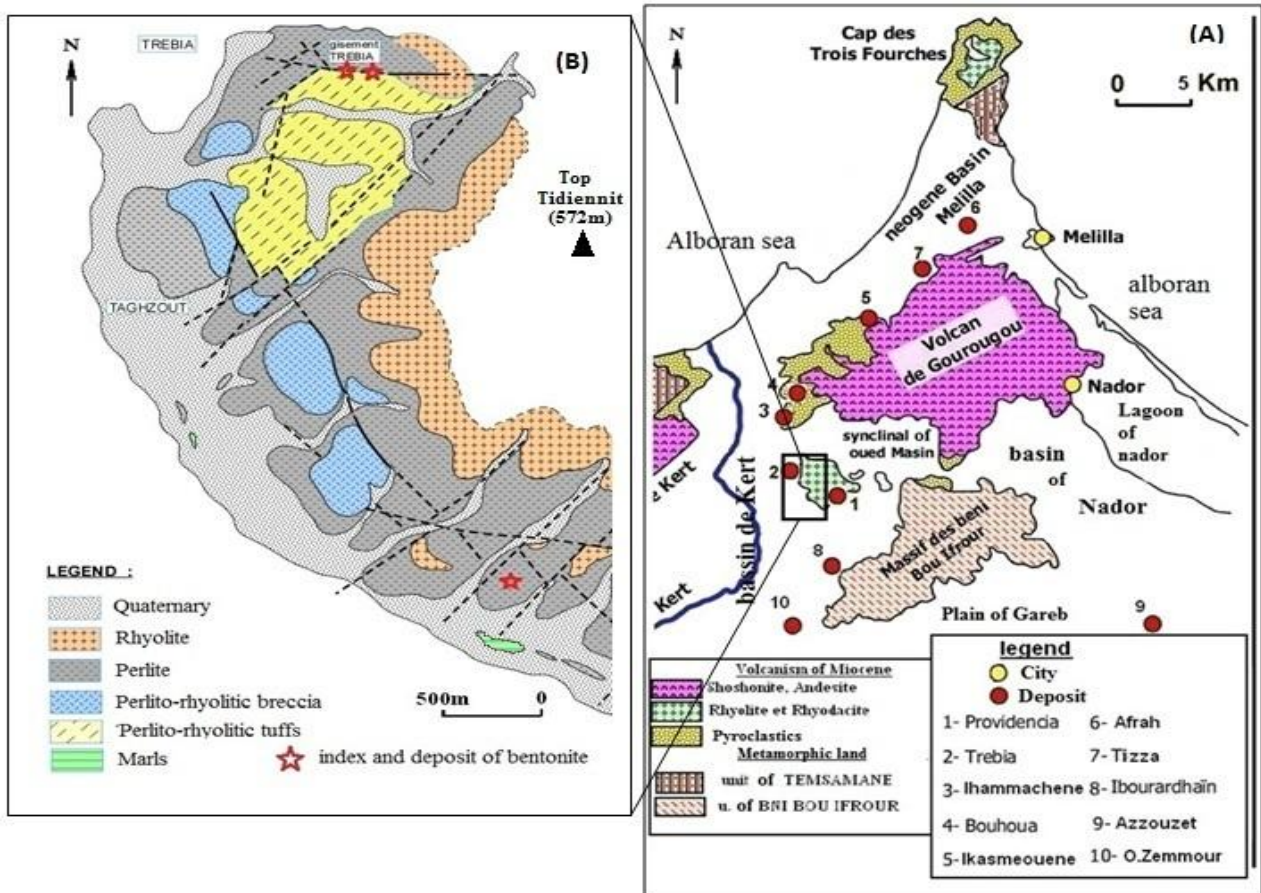 N
TREBIA
gisement
TREBIA
(B)
Top
Tidiennit
(572m)
TAGHZOUT
LEGEND :
Quaternary
Rhyolite
Perlite
Perlito-rhyolitic breccia
Perlito-rhyolitic tuffs
Marls
500m 0
index and deposit of bentonite
N
Cap des
Trois Fourches
(A)
0 5 Km
neogene Basin
Melilla
6
Alboran sea
Melilla
7
alboran
sea
5
Volcan
de Gourougou
4
Nador
3
Lagoon
of
nador
synclinal of
oued Masin
basin
of
Nador
2
1
bassin de Kert
e Kert
Massif des beni
Bou Ifrour
8
Kert
10
Plain of Gareb
9
Volcanism of Miocene
Shoshonite, Andesite
Rhyolite et Rhyodacite
Pyroclastics
Metamorphic land
unit of TEMSAMANE
u. of BNI BOU IFROUR
legend
City
Deposit
1- Providencia 6- Afrah
2- Trebia 7- Tizza
3- Ihammachene 8- Ibourardhaïn
4- Bouhoua 9- Azzouzet
5-Ikasmeouene 10- O.Zemmour